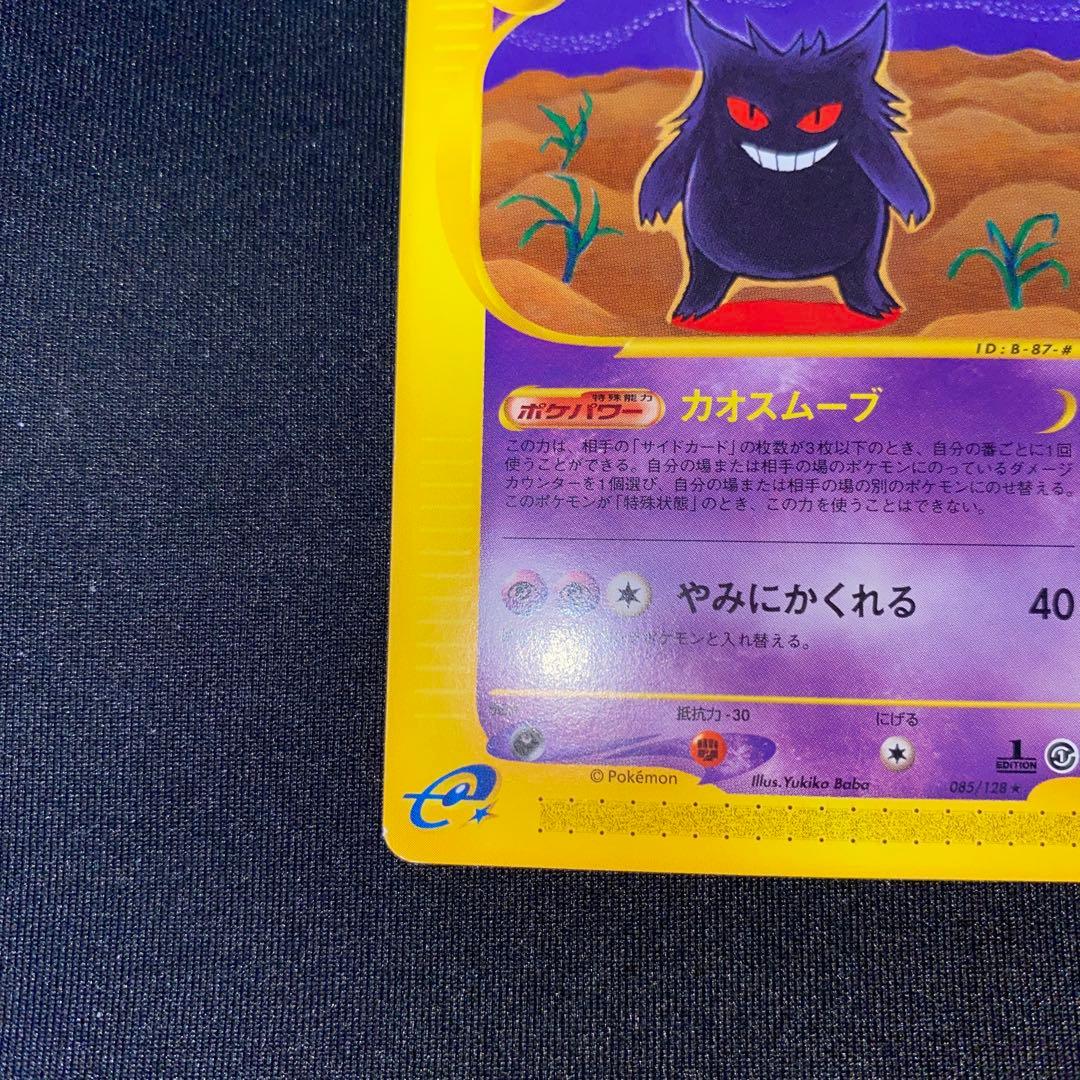 ID:B-87-#
特殊能力
ポケパワー カオスムーブ
この力は、相手の「サイドカード」の枚数が3枚以下のとき、自分の番ごとに1回
使うことができる。自分の場または相手の場のポケモンにのっているダメージ
カウンターを1個選び、自分の場または相手の場の別のポケモンにのせ替える。
このポケモンが「特殊状態」のとき、この力を使うことはできない。
やみにかくれる 40
ポケモンと入れ替える。
抵抗力 -30 にげる
1
EDITION
© Pokémon Illus.Yukiko Baba 085/128 ★
e